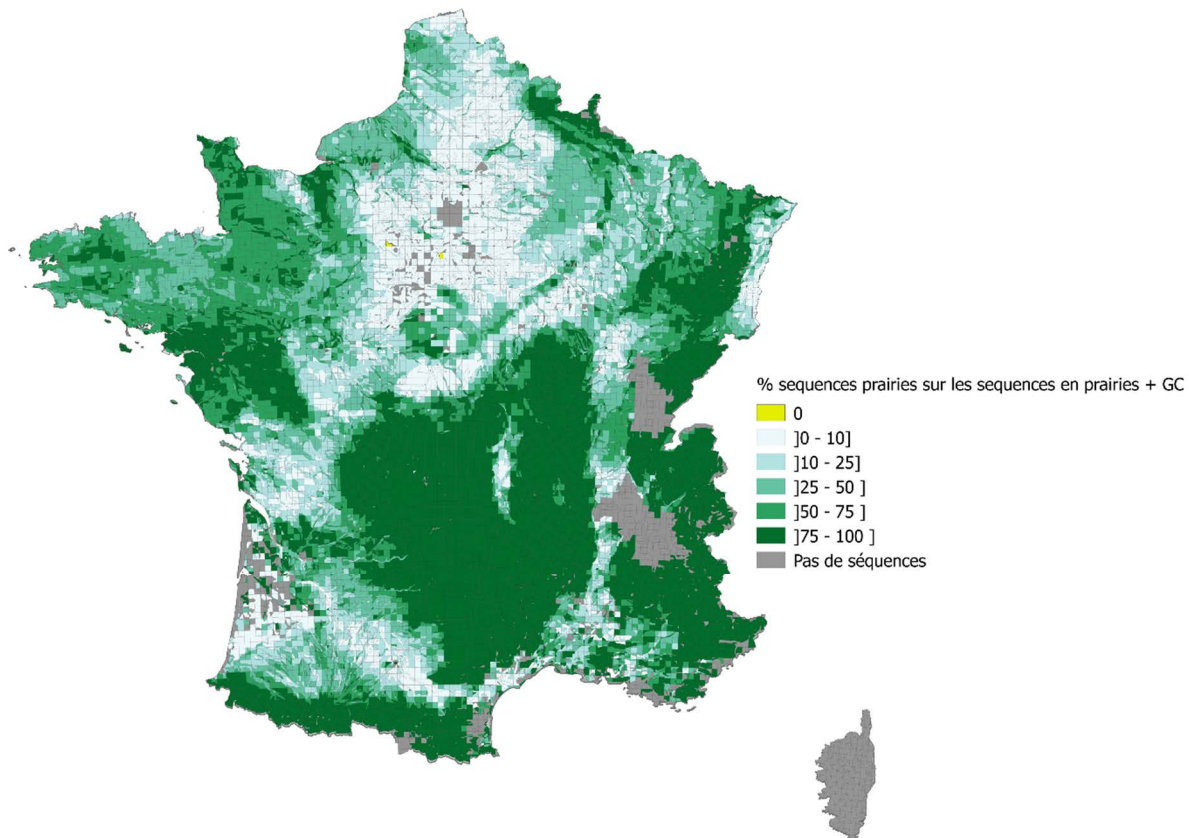 % sequences prairies sur les sequences en prairies + GC
0
]0 - 10]
]10 - 25]
]25 - 50 ]
]50 - 75 ]
]75 - 100 ]
Pas de séquences